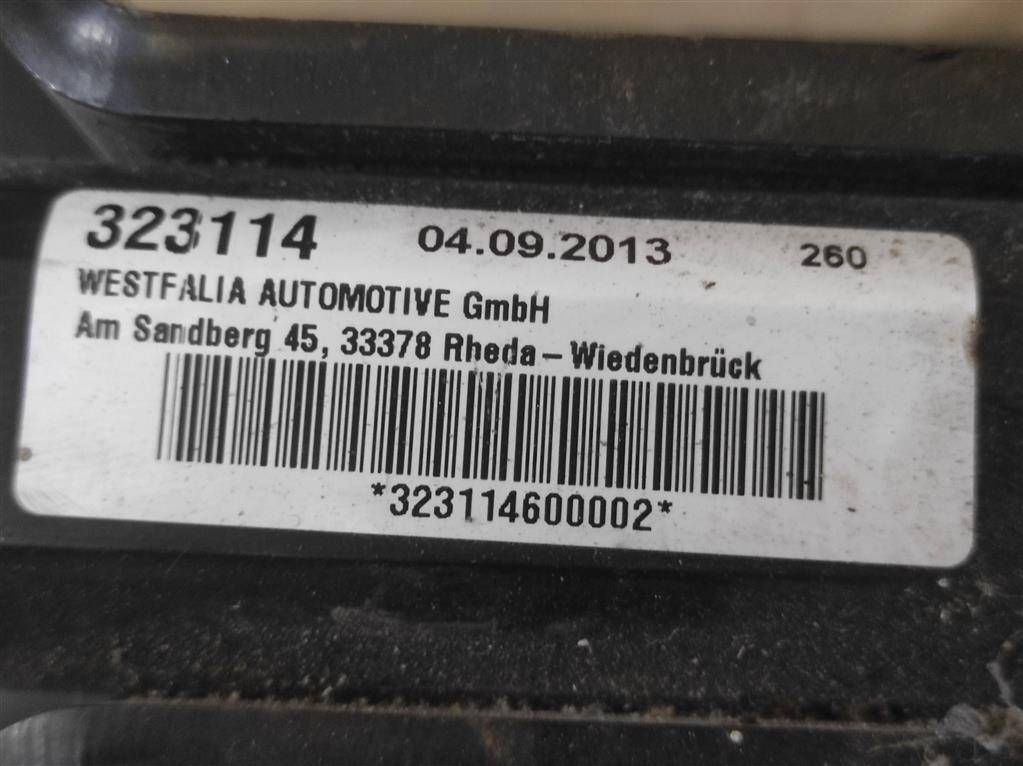 323114 04.09.2013 260
WESTFALIA AUTOMOTIVE GmbH
Am Sandberg 45, 33378 Rheda-Wiedenbrück
*323114600002*